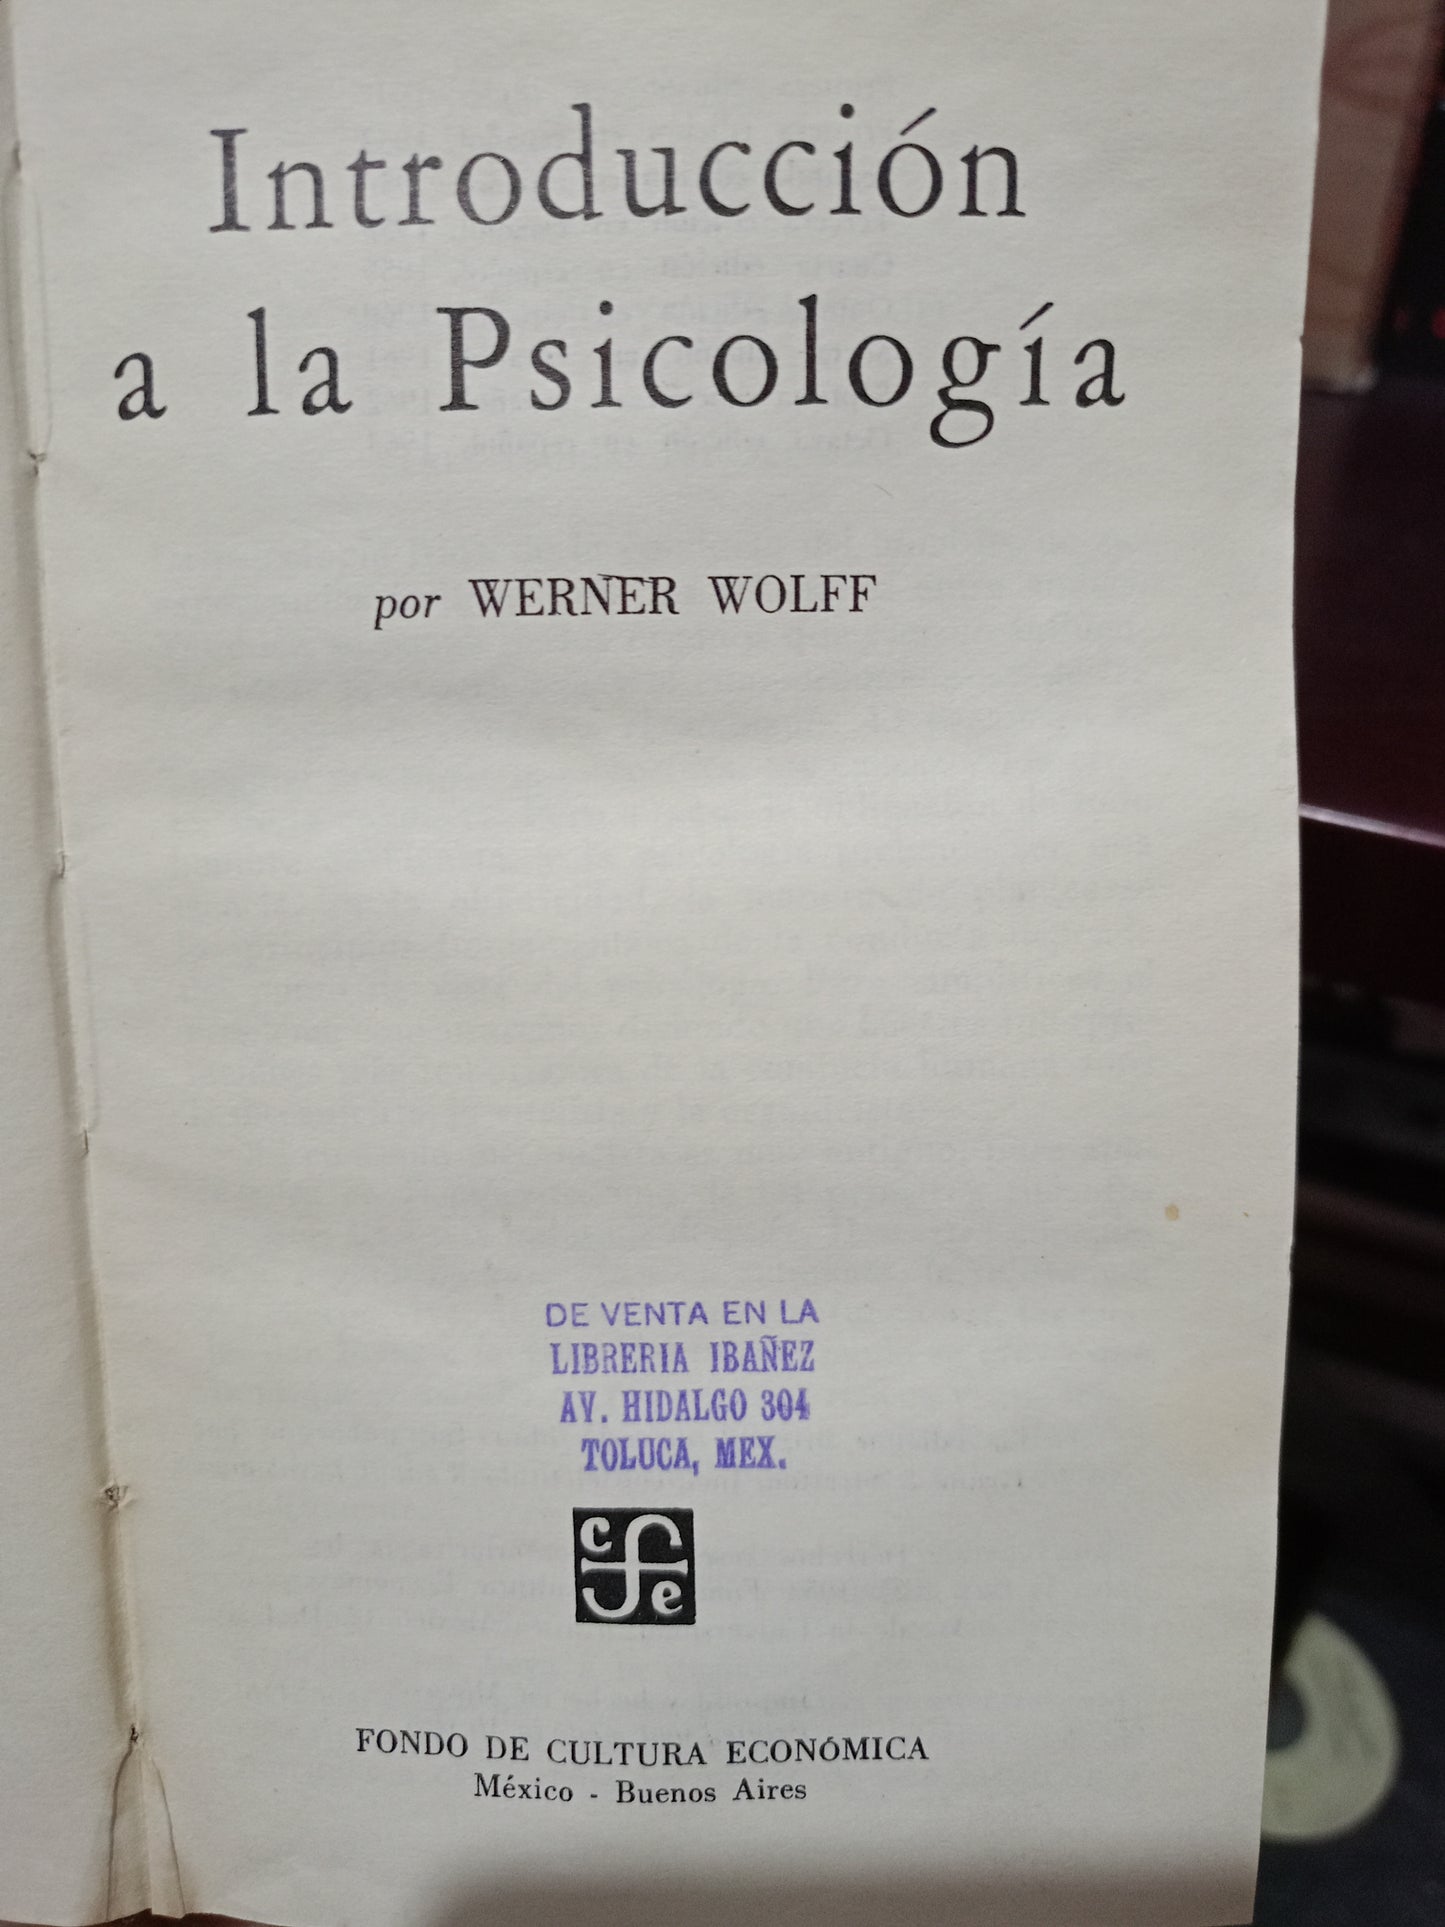 Introducción
a la Psicología
por WERNER WOLFF
DE VENTA EN LA
LIBRERIA IBAÑEZ
AV. HIDALGO 304
TOLUCA, MEX.
c f e
FONDO DE CULTURA ECONÓMICA
México - Buenos Aires